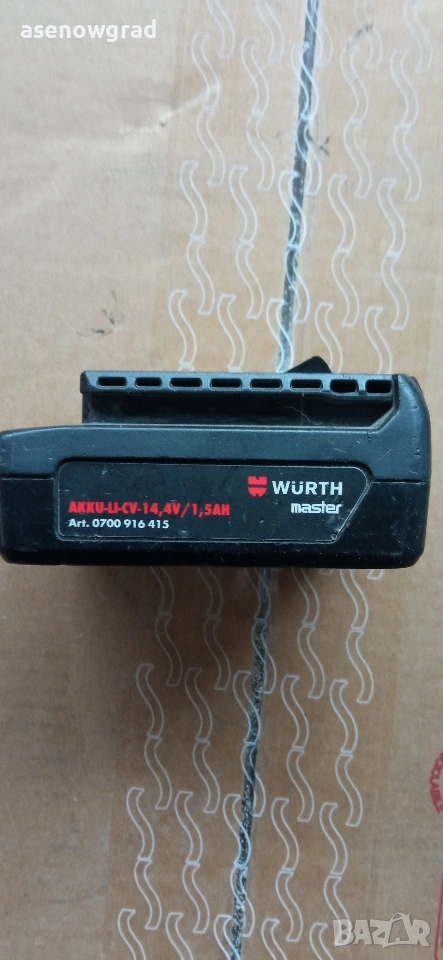 asenowgrad
WÜRTH
master
AKKU-LI-CV-14,4V/1,5AH
Art. 0700 916 415
BAZAR